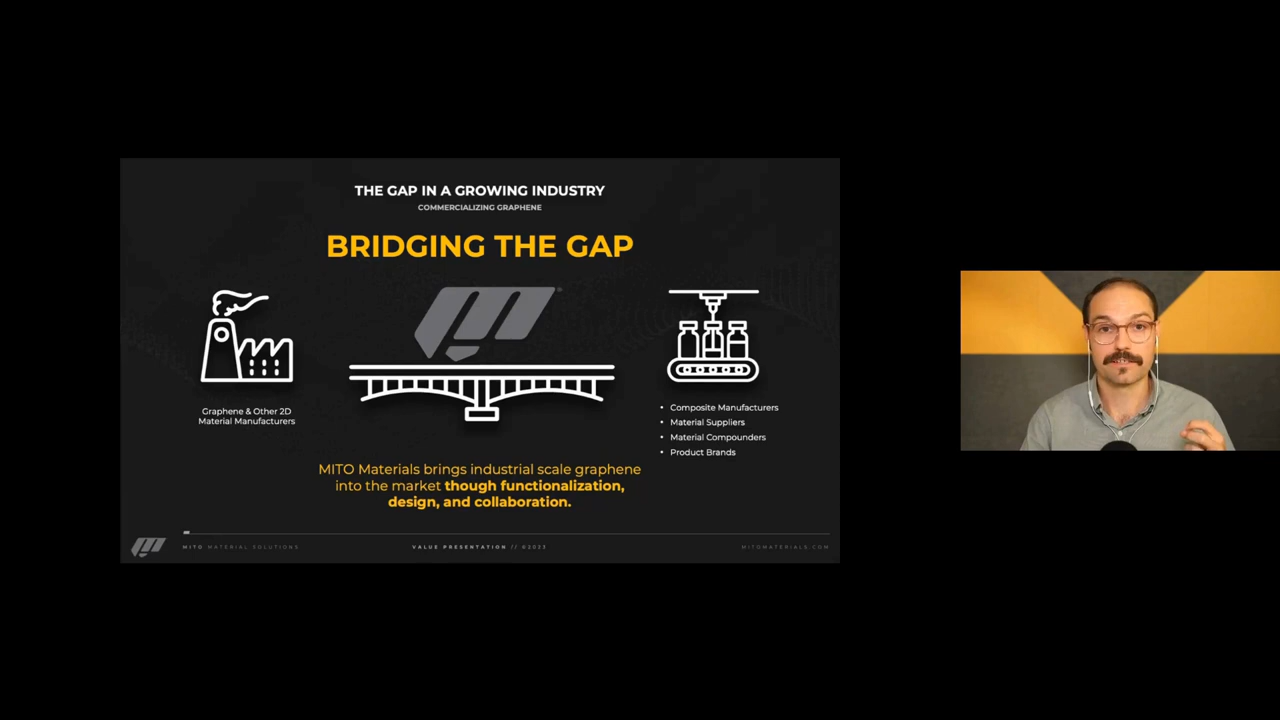 THE GAP IN A GROWING INDUSTRY
COMMERCIALIZING GRAPHENE
BRIDGING THE GAP
Graphene & Other 2D
Material Manufacturers
• Composite Manufacturers
• Material Suppliers
• Material Compounders
• Product Brands
MITO Materials brings industrial scale graphene
into the market though functionalization,
design, and collaboration.
MITO MATERIAL SOLUTIONS
VALUE PRESENTATION //
MITOMATERIALS.COM